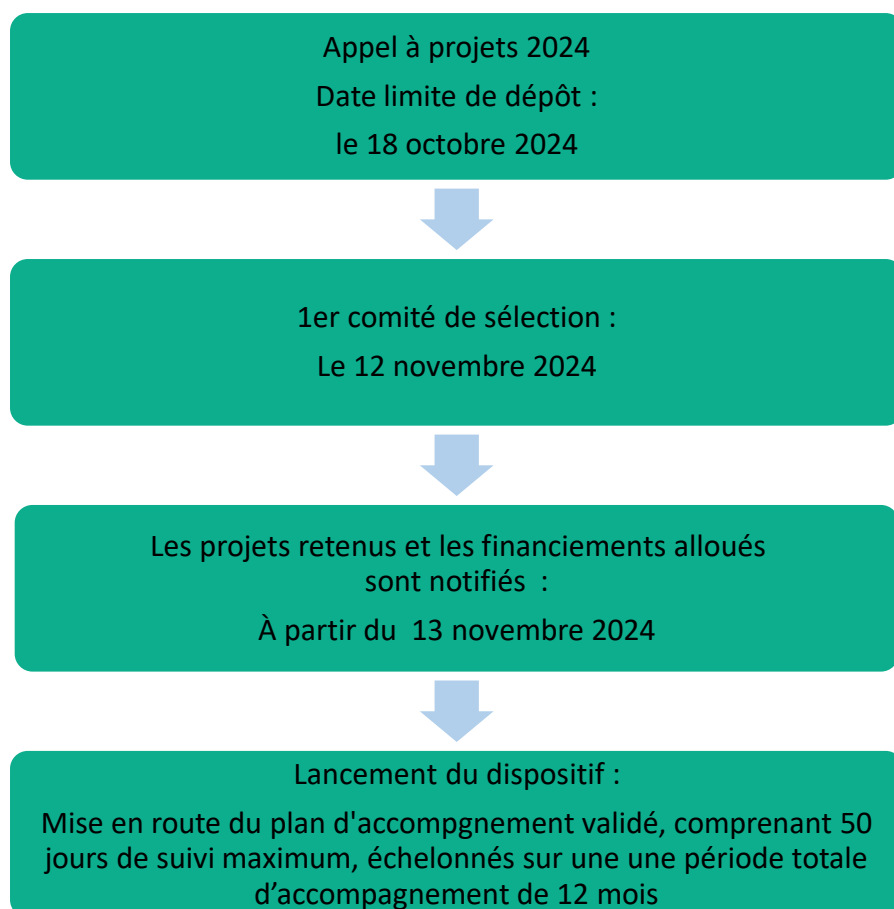 Appel à projets 2024
Date limite de dépôt :
le 18 octobre 2024
1er comité de sélection :
Le 12 novembre 2024
Les projets retenus et les financiements alloués
sont notifiés  :
À partir du  13 novembre 2024
Lancement du dispositif :
Mise en route du plan d'accompgnement validé, comprenant 50
jours de suivi maximum, échelonnés sur une une période totale
d’accompagnement de 12 mois